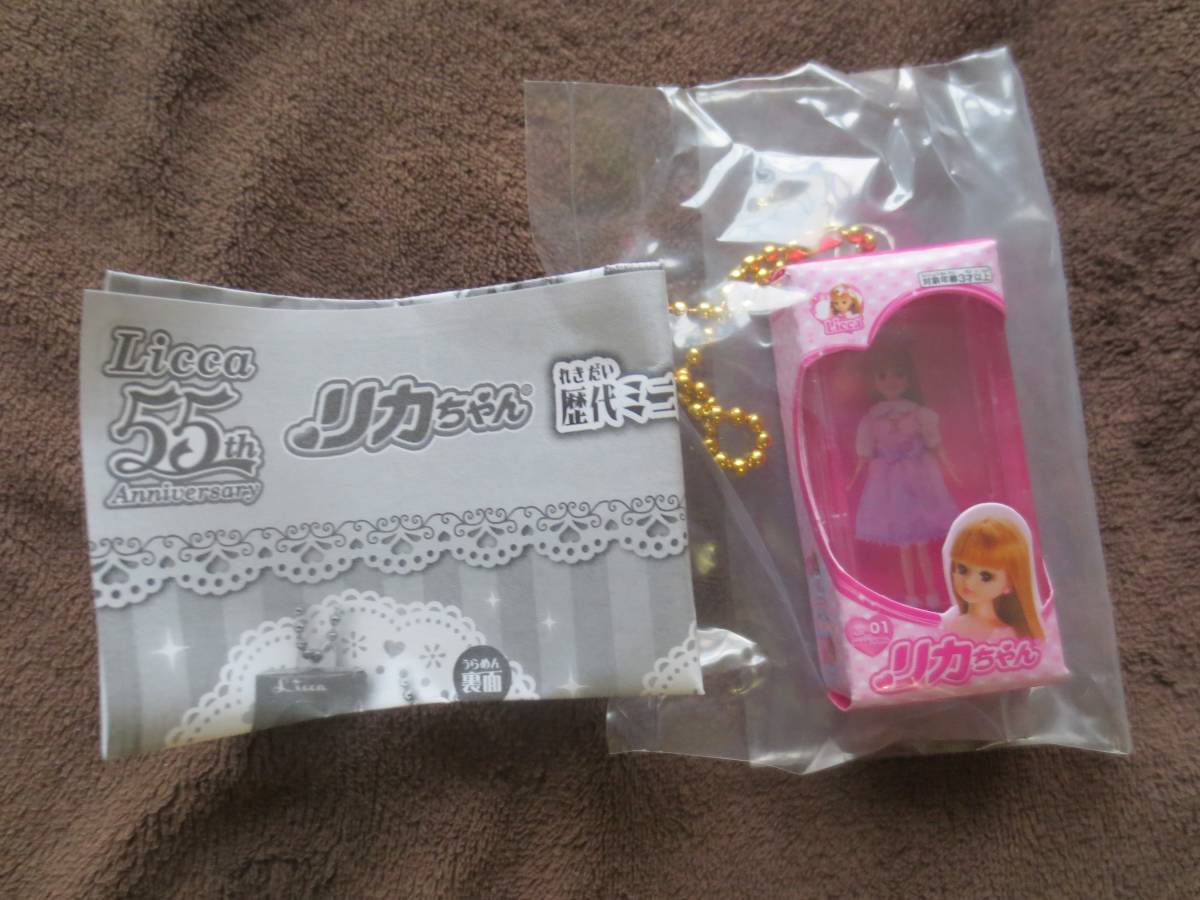 Licca
55th
Anniversary
リカちゃん®
れきだい
歴代ミニ
うらめん
裏面
Licca
対象年齢3才以上
Licca
01
リカちゃん